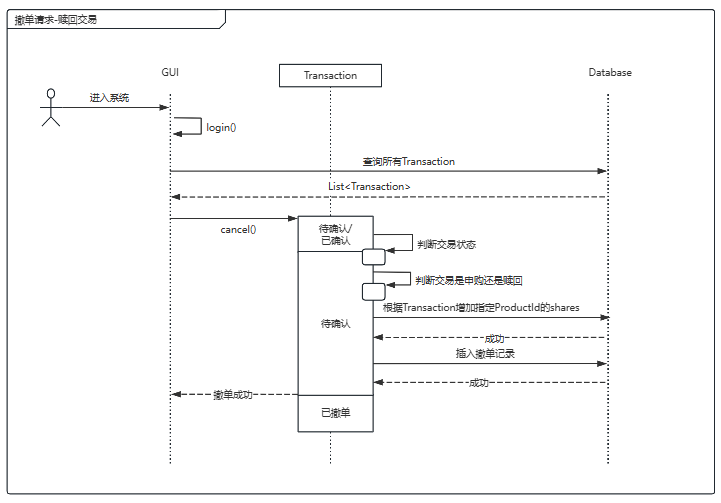 撤单请求-赎回交易
GUI
Transaction
Database
进入系统
login()
查询所有Transaction
List<Transaction>
cancel()
待确认/
已确认
判断交易状态
判断交易是申购还是赎回
根据Transaction增加指定ProductId的shares
待确认
成功
插入撤单记录
成功
撤单成功
已撤单